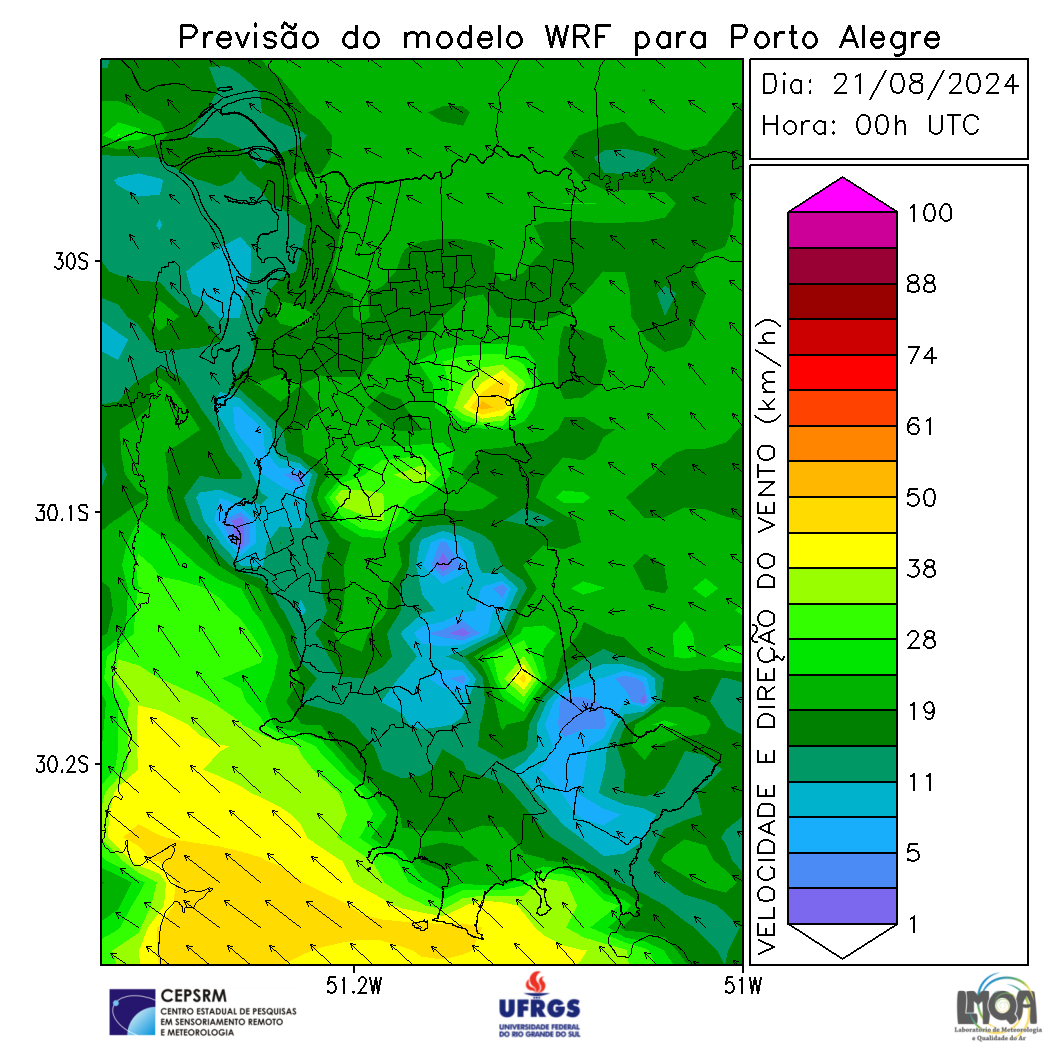 Previsão do modelo WRF para Porto Alegre
Dia: 21/08/2024
Hora: 00h UTC
30S
30.1S
30.2S
51.2W
51W
VELOCIDADE E DIREÇÃO DO VENTO (km/h)
100
88
74
61
50
38
28
19
11
5
1
CEPSRM
CENTRO ESTADUAL DE PESQUISAS
EM SENSORIAMENTO REMOTO
E METEOROLOGIA
UFRGS
UNIVERSIDADE FEDERAL
DO RIO GRANDE DO SUL
LMQA
Laboratório de Meteorologia
e Qualidade do Ar